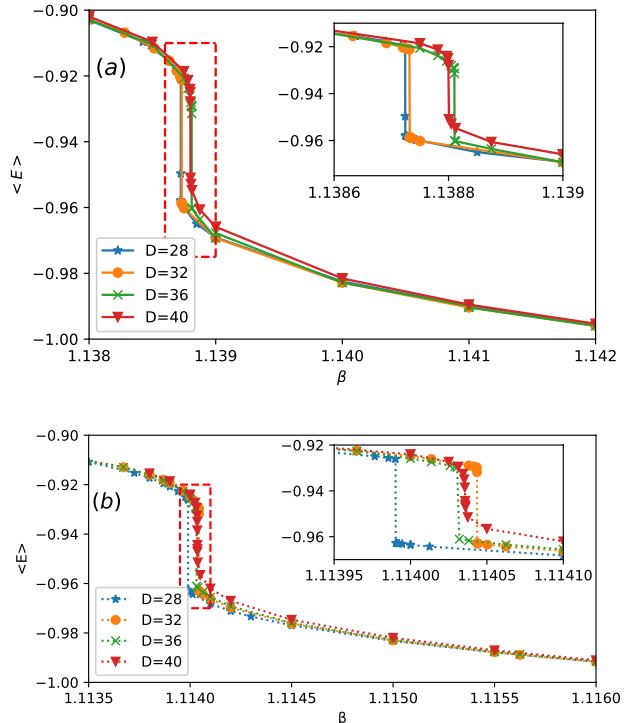 −0.90
−0.92
−0.94
−0.96
−0.98
−1.00
< E >
(a)
−0.92
−0.94
−0.96
1.1386
1.1388
1.139
D=28
D=32
D=36
D=40
1.138
1.139
1.140
1.141
1.142
β
−0.90
−0.92
−0.94
−0.96
−0.98
−1.00
<E>
(b)
−0.92
−0.94
−0.96
1.11395
1.11400
1.11405
1.11410
D=28
D=32
D=36
D=40
1.1135
1.1140
1.1145
1.1150
1.1155
1.1160
β